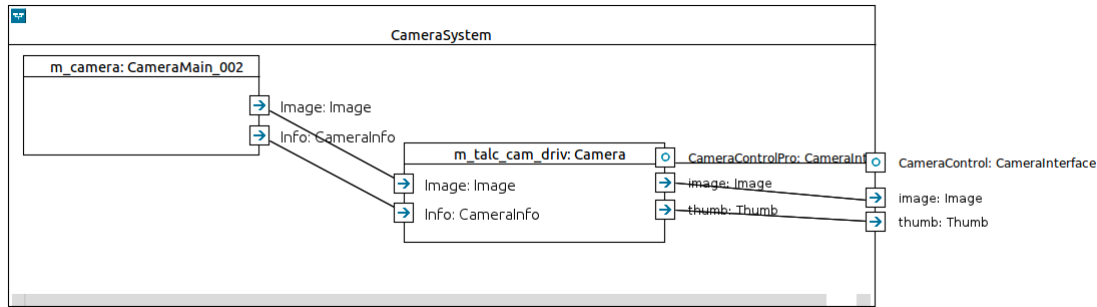 CameraSystem
m_camera: CameraMain_002
Image: Image
Info: CameraInfo
m_talc_cam_driv: Camera
Image: Image
Info: CameraInfo
CameraControlPro: CameraInt
image: Image
thumb: Thumb
CameraControl: CameraInterface
image: Image
thumb: Thumb